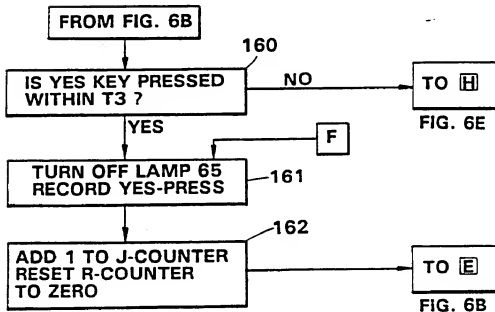 FROM FIG. 6B
160
IS YES KEY PRESSED
WITHIN T3 ?
NO
TO H
FIG. 6E
YES
F
TURN OFF LAMP 65
RECORD YES-PRESS
161
162
ADD 1 TO J-COUNTER
RESET R-COUNTER
TO ZERO
TO E
FIG. 6B